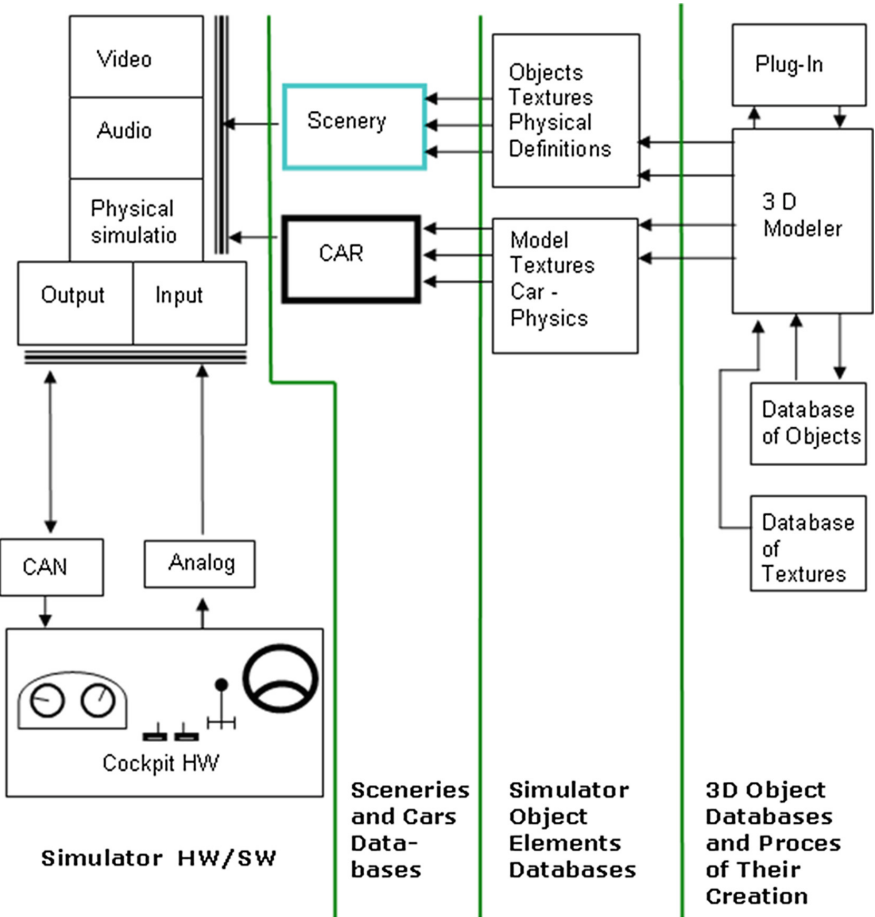 Video
Audio
Physical
simulatio
Output
Input
CAN
Analog
Cockpit HW
Simulator HW/SW
Scenery
CAR
Sceneries
and Cars
Data-
bases
Objects
Textures
Physical
Definitions
Model
Textures
Car -
Physics
Simulator
Object
Elements
Databases
Plug-In
3 D
Modeler
Database
of Objects
Database
of
Textures
3D Object
Databases
and Proces
of Their
Creation